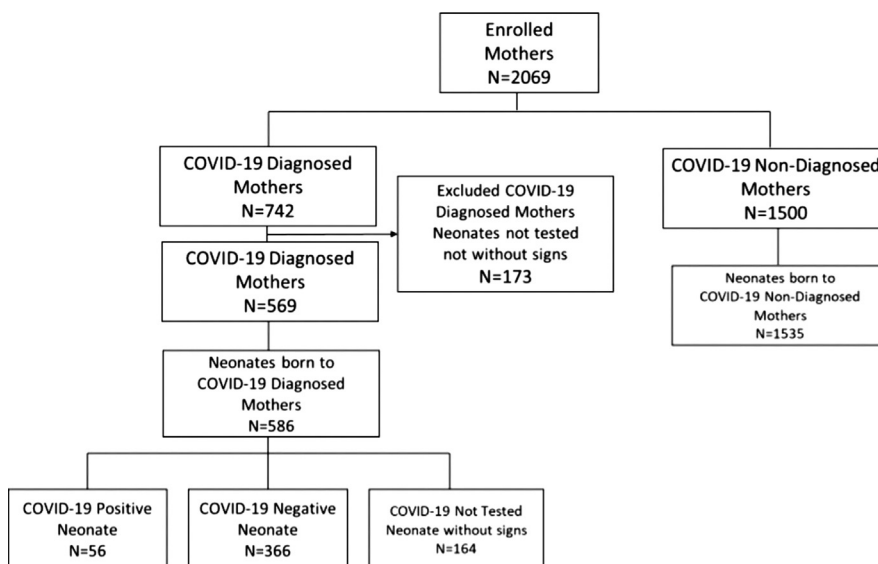 Enrolled
Mothers
N=2069
COVID-19 Diagnosed
Mothers
N=742
COVID-19 Non-Diagnosed
Mothers
N=1500
Excluded COVID-19
Diagnosed Mothers
Neonates not tested
not without signs
N=173
COVID-19 Diagnosed
Mothers
N=569
Neonates born to
COVID-19 Non-Diagnosed
Mothers
N=1535
Neonates born to
COVID-19 Diagnosed
Mothers
N=586
COVID-19 Positive
Neonate
N=56
COVID-19 Negative
Neonate
N=366
COVID-19 Not Tested
Neonate without signs
N=164